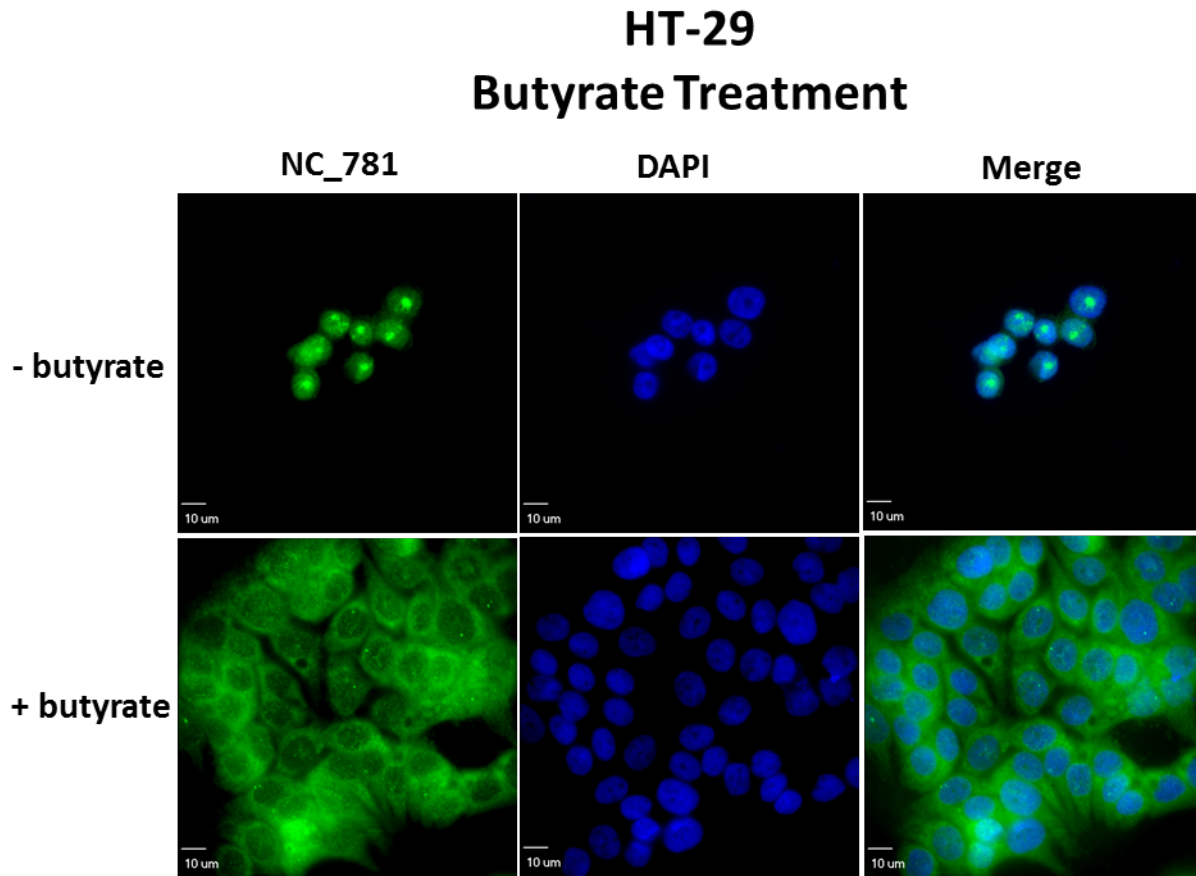 HT-29
Butyrate Treatment
NC_781
DAPI
Merge
- butyrate
10 um
10 um
10 um
+ butyrate
10 um
10 um
10 um